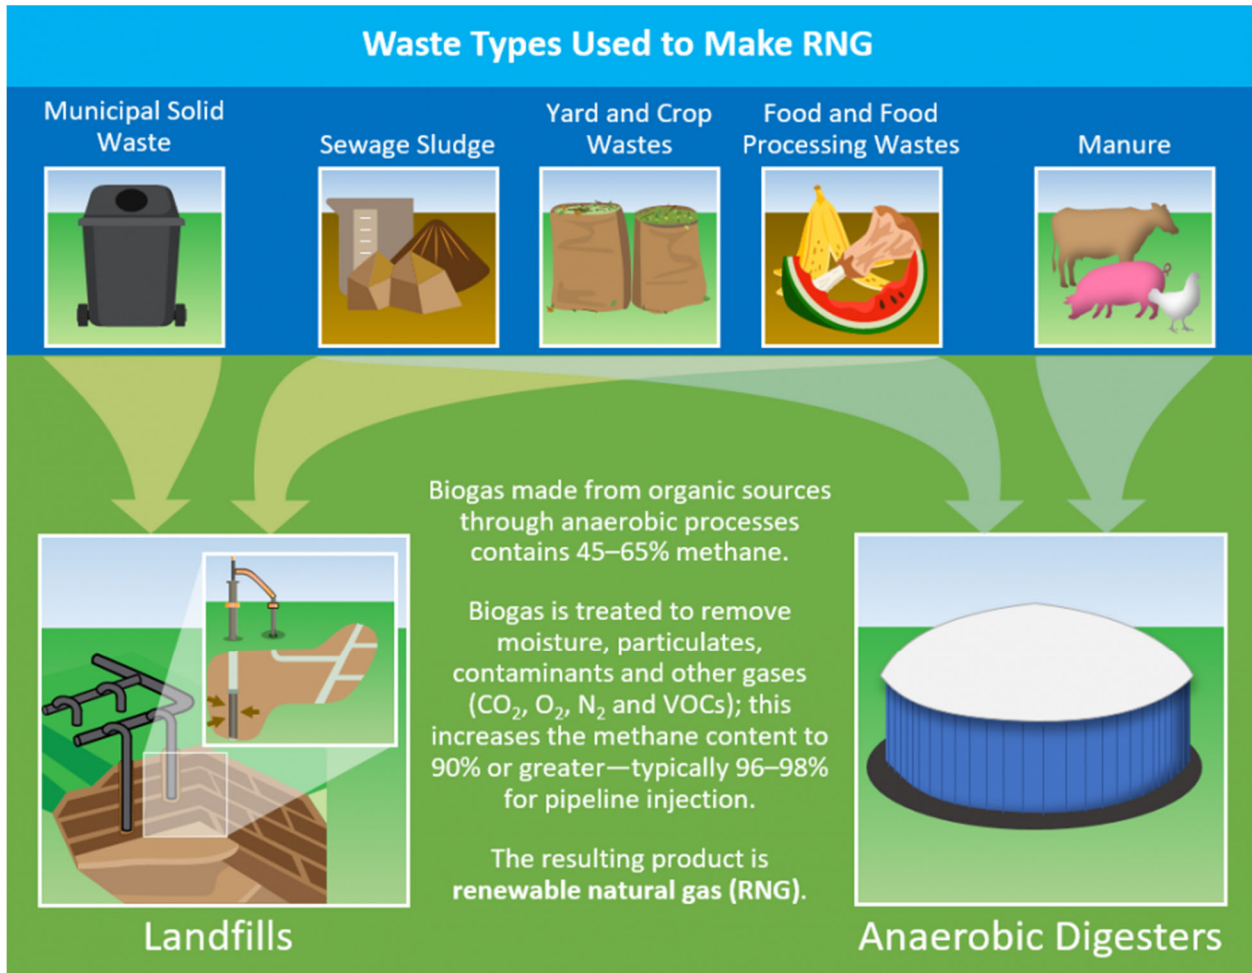 Waste Types Used to Make RNG
Municipal Solid
Waste
Sewage Sludge
Yard and Crop
Wastes
Food and Food
Processing Wastes
Manure
Biogas made from organic sources
through anaerobic processes
contains 45–65% methane.
Biogas is treated to remove
moisture, particulates,
contaminants and other gases
(CO₂, O₂, N₂ and VOCs); this
increases the methane content to
90% or greater—typically 96–98%
for pipeline injection.
The resulting product is
renewable natural gas (RNG).
Landfills
Anaerobic Digesters